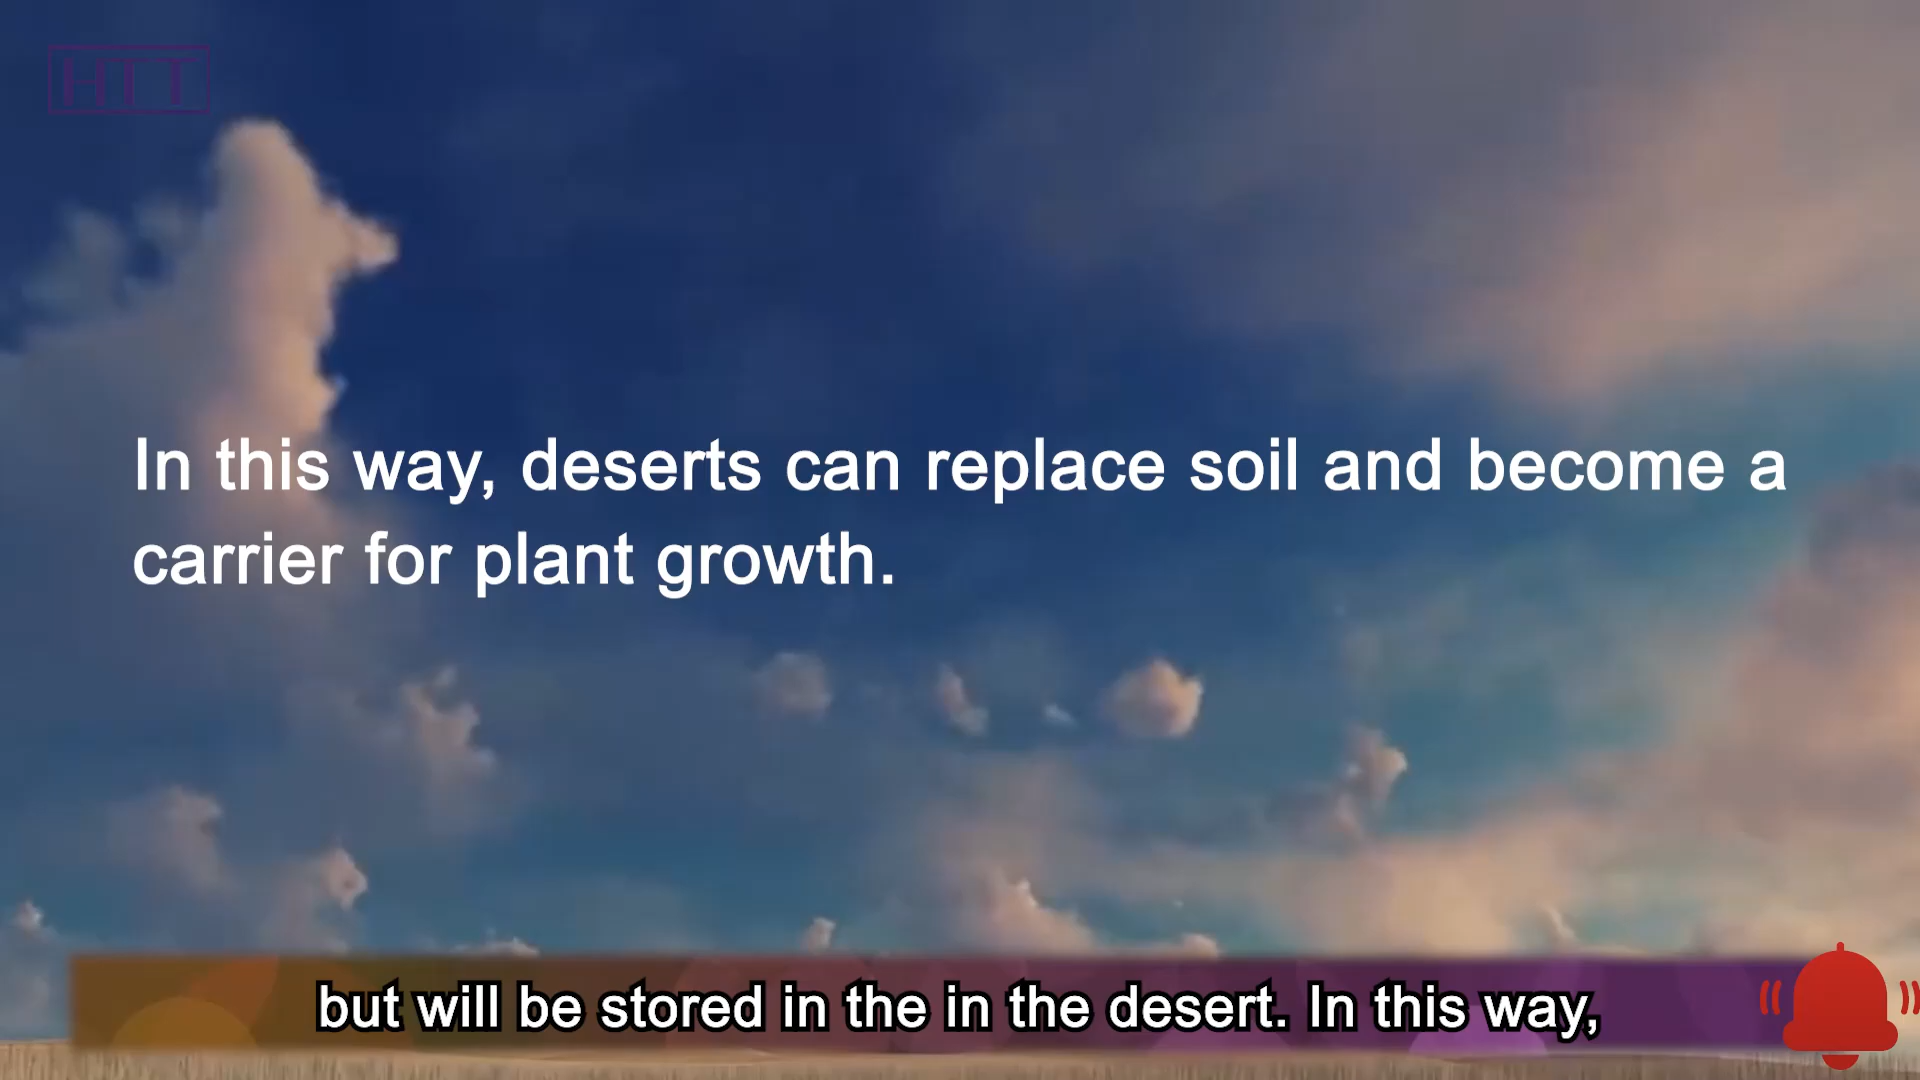 HTT
In this way, deserts can replace soil and become a
carrier for plant growth.
but will be stored in the in the desert. In this way,